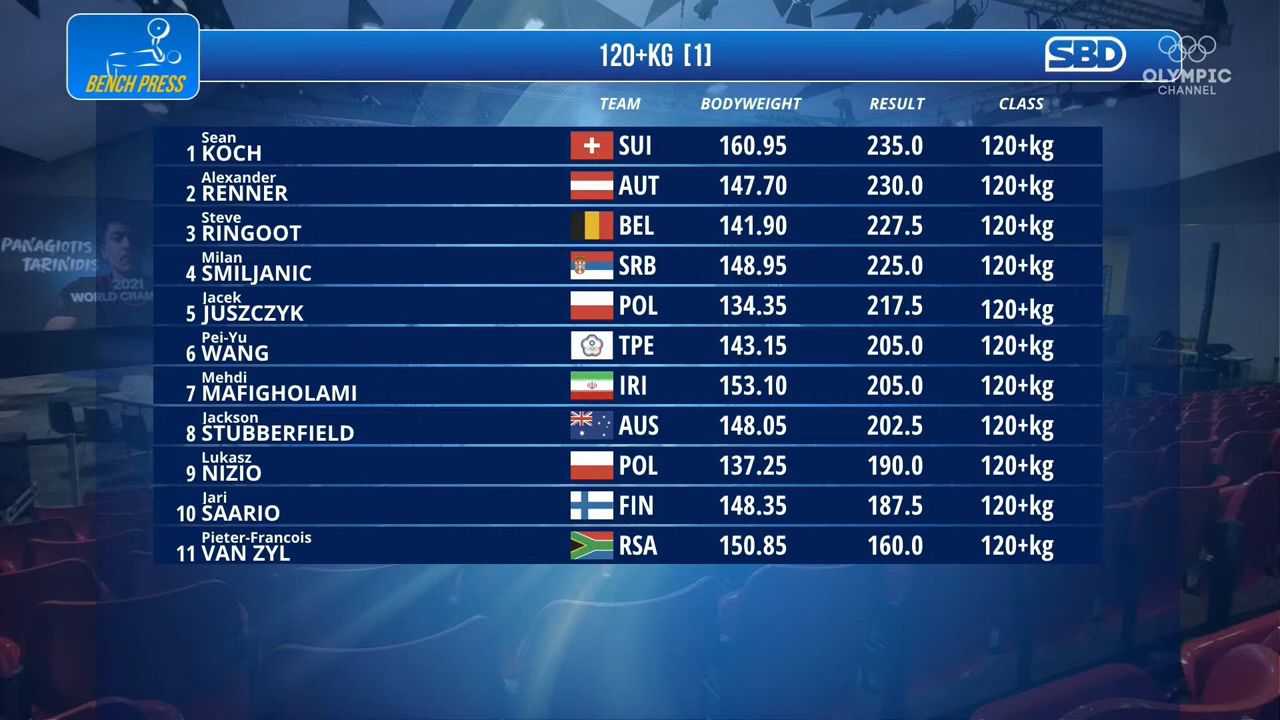 BENCH PRESS
120+KG [1]
SBD
OLYMPIC
CHANNEL
TEAM BODYWEIGHT RESULT CLASS
Sean
1 KOCH SUI 160.95 235.0 120+kg
Alexander
2 RENNER AUT 147.70 230.0 120+kg
Steve
3 RINGOOT BEL 141.90 227.5 120+kg
Milan
4 SMILJANIC SRB 148.95 225.0 120+kg
Jacek
5 JUSZCZYK POL 134.35 217.5 120+kg
Pei-Yu
6 WANG TPE 143.15 205.0 120+kg
Mehdi
7 MAFIGHOLAMI IRI 153.10 205.0 120+kg
Jackson
8 STUBBERFIELD AUS 148.05 202.5 120+kg
Lukasz
9 NIZIO POL 137.25 190.0 120+kg
Jari
10 SAARIO FIN 148.35 187.5 120+kg
Pieter-Francois
11 VAN ZYL RSA 150.85 160.0 120+kg
PANAGIOTIS
TARINIDIS
2021
WORLD CHAM